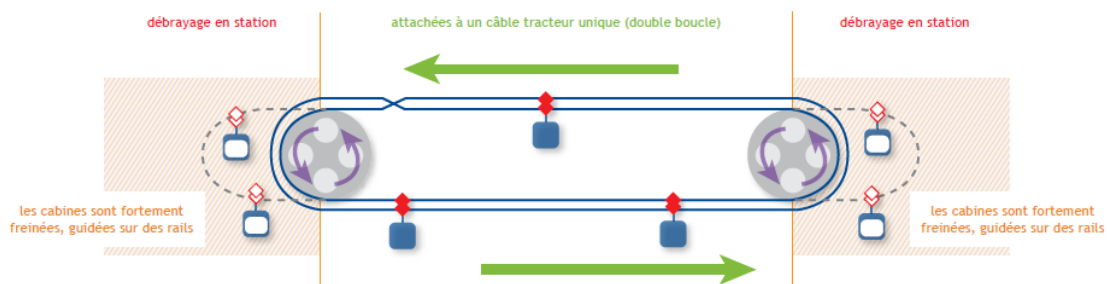 débrayage en station
attachées à un câble tracteur unique (double boucle)
débrayage en station
les cabines sont fortement
freinées, guidées sur des rails
les cabines sont fortement
freinées, guidées sur des rails